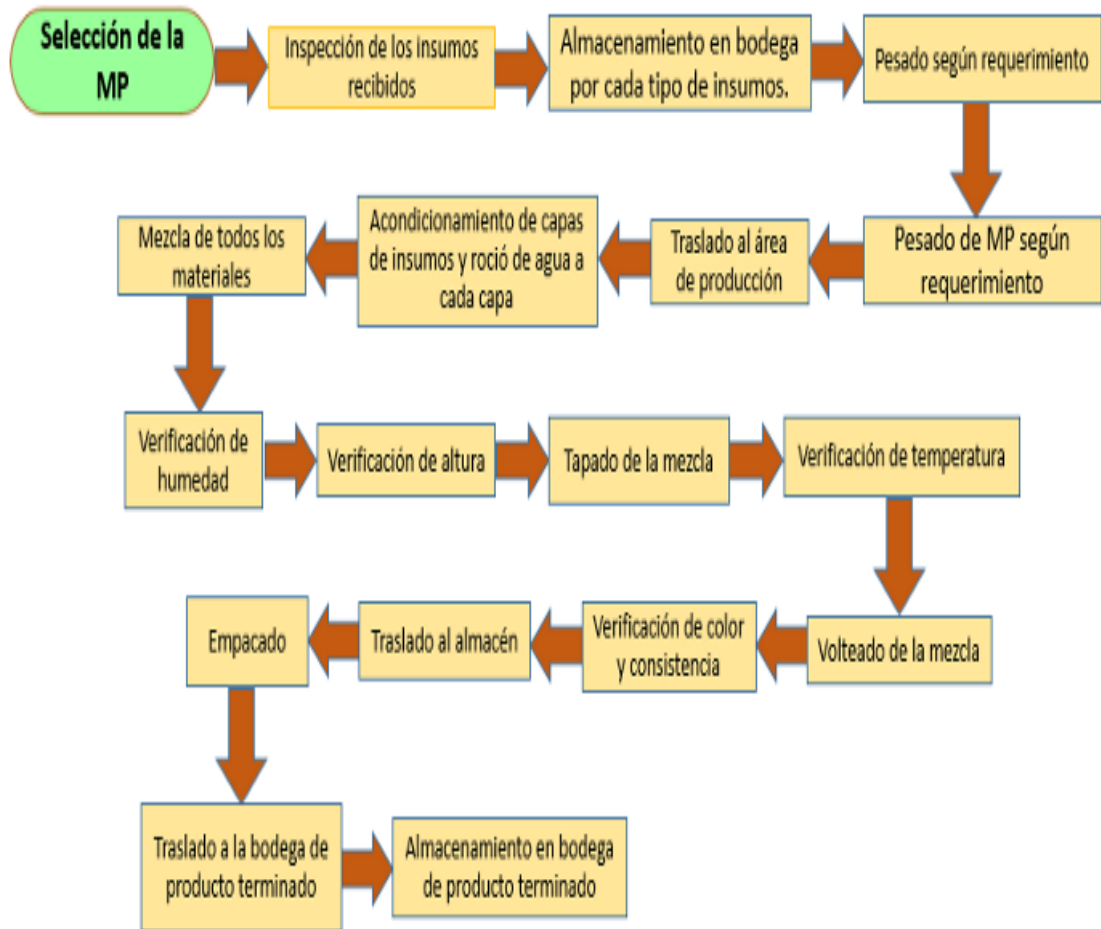 Selección de la
MP
Inspección de los insumos
recibidos
Almacenamiento en bodega
por cada tipo de insumos.
Pesado según requerimiento
Pesado de MP según
requerimiento
Traslado al área
de producción
Acondicionamiento de capas
de insumos y roció de agua a
cada capa
Mezcla de todos los
materiales
Verificación de
humedad
Verificación de altura
Tapado de la mezcla
Verificación de temperatura
Volteado de la mezcla
Verificación de color
y consistencia
Traslado al almacén
Empacado
Traslado a la bodega de
producto terminado
Almacenamiento en bodega
de producto terminado